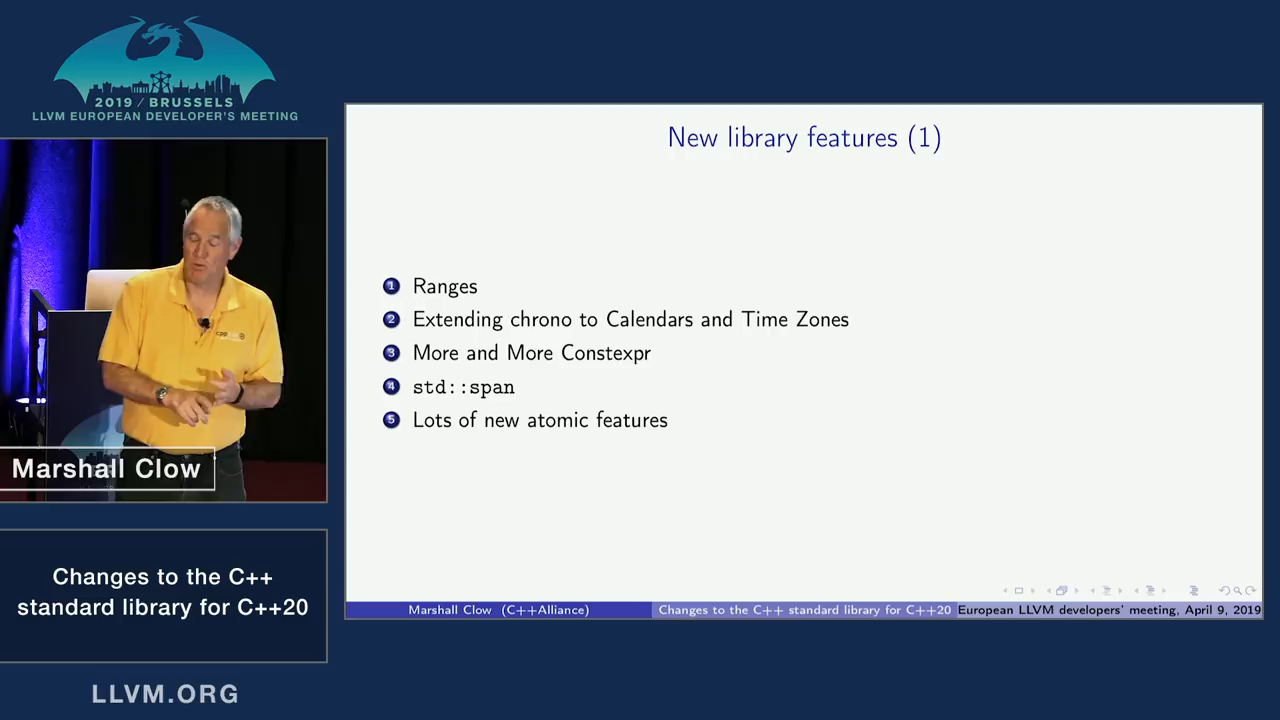 2019 / BRUSSELS
LLVM EUROPEAN DEVELOPER'S MEETING
Marshall Clow
Changes to the C++
standard library for C++20
LLVM.ORG
New library features (1)
1 Ranges
2 Extending chrono to Calendars and Time Zones
3 More and More Constexpr
4 std::span
5 Lots of new atomic features
Marshall Clow (C++Alliance) Changes to the C++ standard library for C++20 European LLVM developers' meeting, April 9, 2019